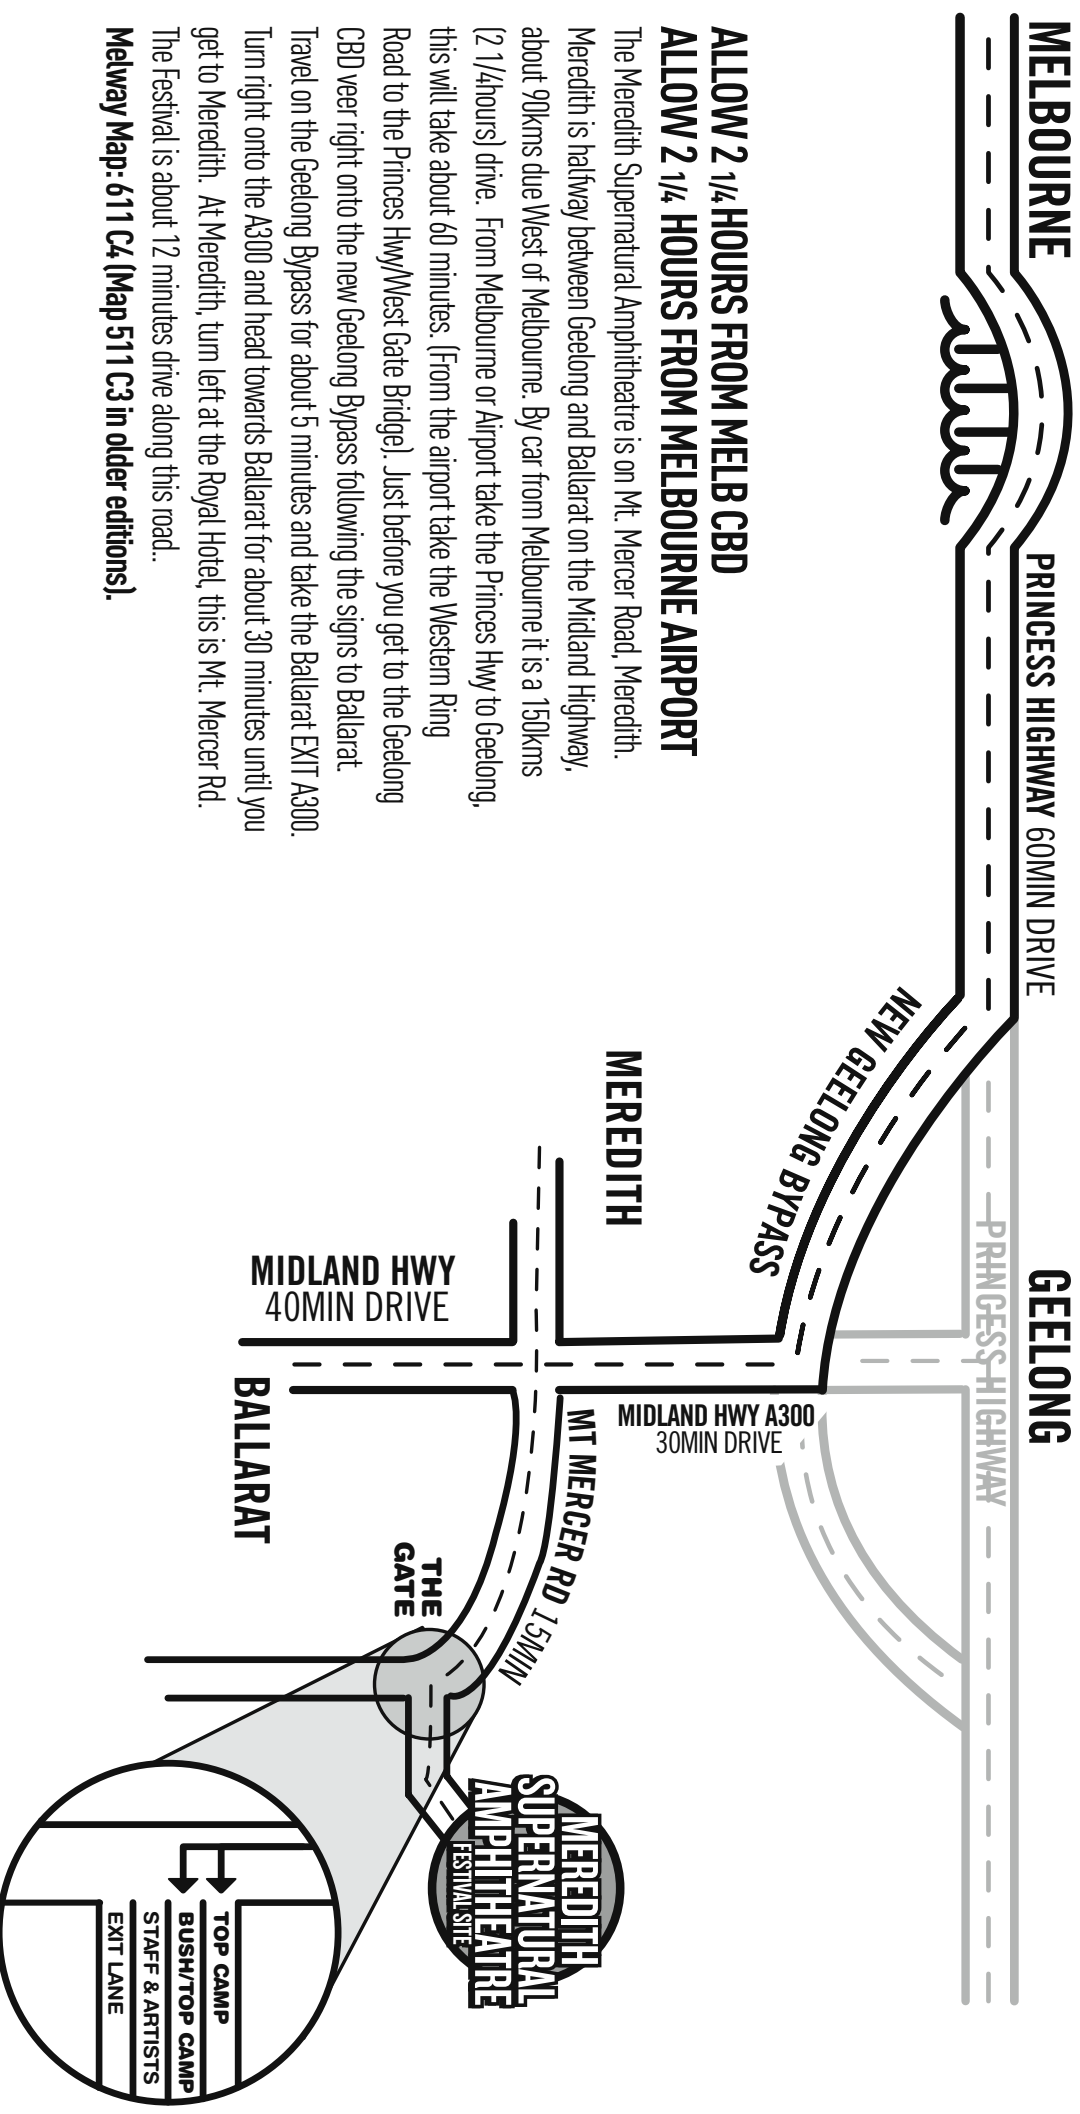 MELBOURNE
PRINCESS HIGHWAY 60MIN DRIVE
GEELONG
PRINCESS HIGHWAY
NEW GEELONG BYPASS
ALLOW 2 1/4HOURS FROM MELB CBD
ALLOW 2 1/4 HOURS FROM MELBOURNE AIRPORT
The Meredith Supernatural Amphitheatre is on Mt. Mercer Road, Meredith.
Meredith is halfway between Geelong and Ballarat on the Midland Highway,
about 90kms due West of Melbourne. By car from Melbourne it is a 150kms
(2 1/4hours) drive.  From Melbourne or Airport take the Princes Hwy to Geelong,
this will take about 60 minutes. (From the airport take the Western Ring
Road to the Princes Hwy/West Gate Bridge). Just before you get to the Geelong
CBD veer right onto the new Geelong Bypass following the signs to Ballarat.
Travel on the Geelong Bypass for about 5 minutes and take the Ballarat EXIT A300.
Turn right onto the A300 and head towards Ballarat for about 30 minutes until you
get to Meredith.  At Meredith, turn left at the Royal Hotel, this is Mt. Mercer Rd.
The Festival is about 12 minutes drive along this road..
Melway Map: 611 C4 (Map 511 C3 in older editions).
MEREDITH
MIDLAND HWY A300
30MIN DRIVE
MIDLAND HWY
40MIN DRIVE
BALLARAT
MT MERCER RD 15MIN
THE
GATE
MEREDITH
SUPERNATURAL
AMPHITHEATRE
FESTIVAL SITE
TOP CAMP
BUSH/TOP CAMP
STAFF & ARTISTS
EXIT LANE